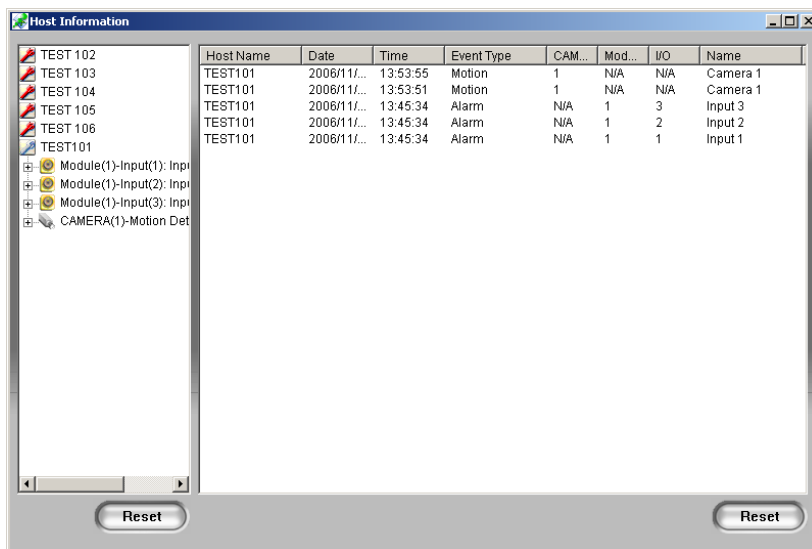 Host Information
TEST 102
TEST 103
TEST 104
TEST 105
TEST 106
TEST101
Module(1)-Input(1): Inpu
Module(1)-Input(2): Inpu
Module(1)-Input(3): Inpu
CAMERA(1)-Motion Det
Reset
Host Name Date Time Event Type CAM... Mod... I/O Name
TEST101 2006/11/... 13:53:55 Motion 1 N/A N/A Camera 1
TEST101 2006/11/... 13:53:51 Motion 1 N/A N/A Camera 1
TEST101 2006/11/... 13:45:34 Alarm N/A 1 3 Input 3
TEST101 2006/11/... 13:45:34 Alarm N/A 1 2 Input 2
TEST101 2006/11/... 13:45:34 Alarm N/A 1 1 Input 1
Reset